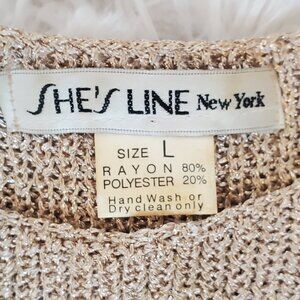 SHE'S LINE New York
SIZE L
RAYON 80%
POLYESTER 20%
Hand Wash or
Dry clean only